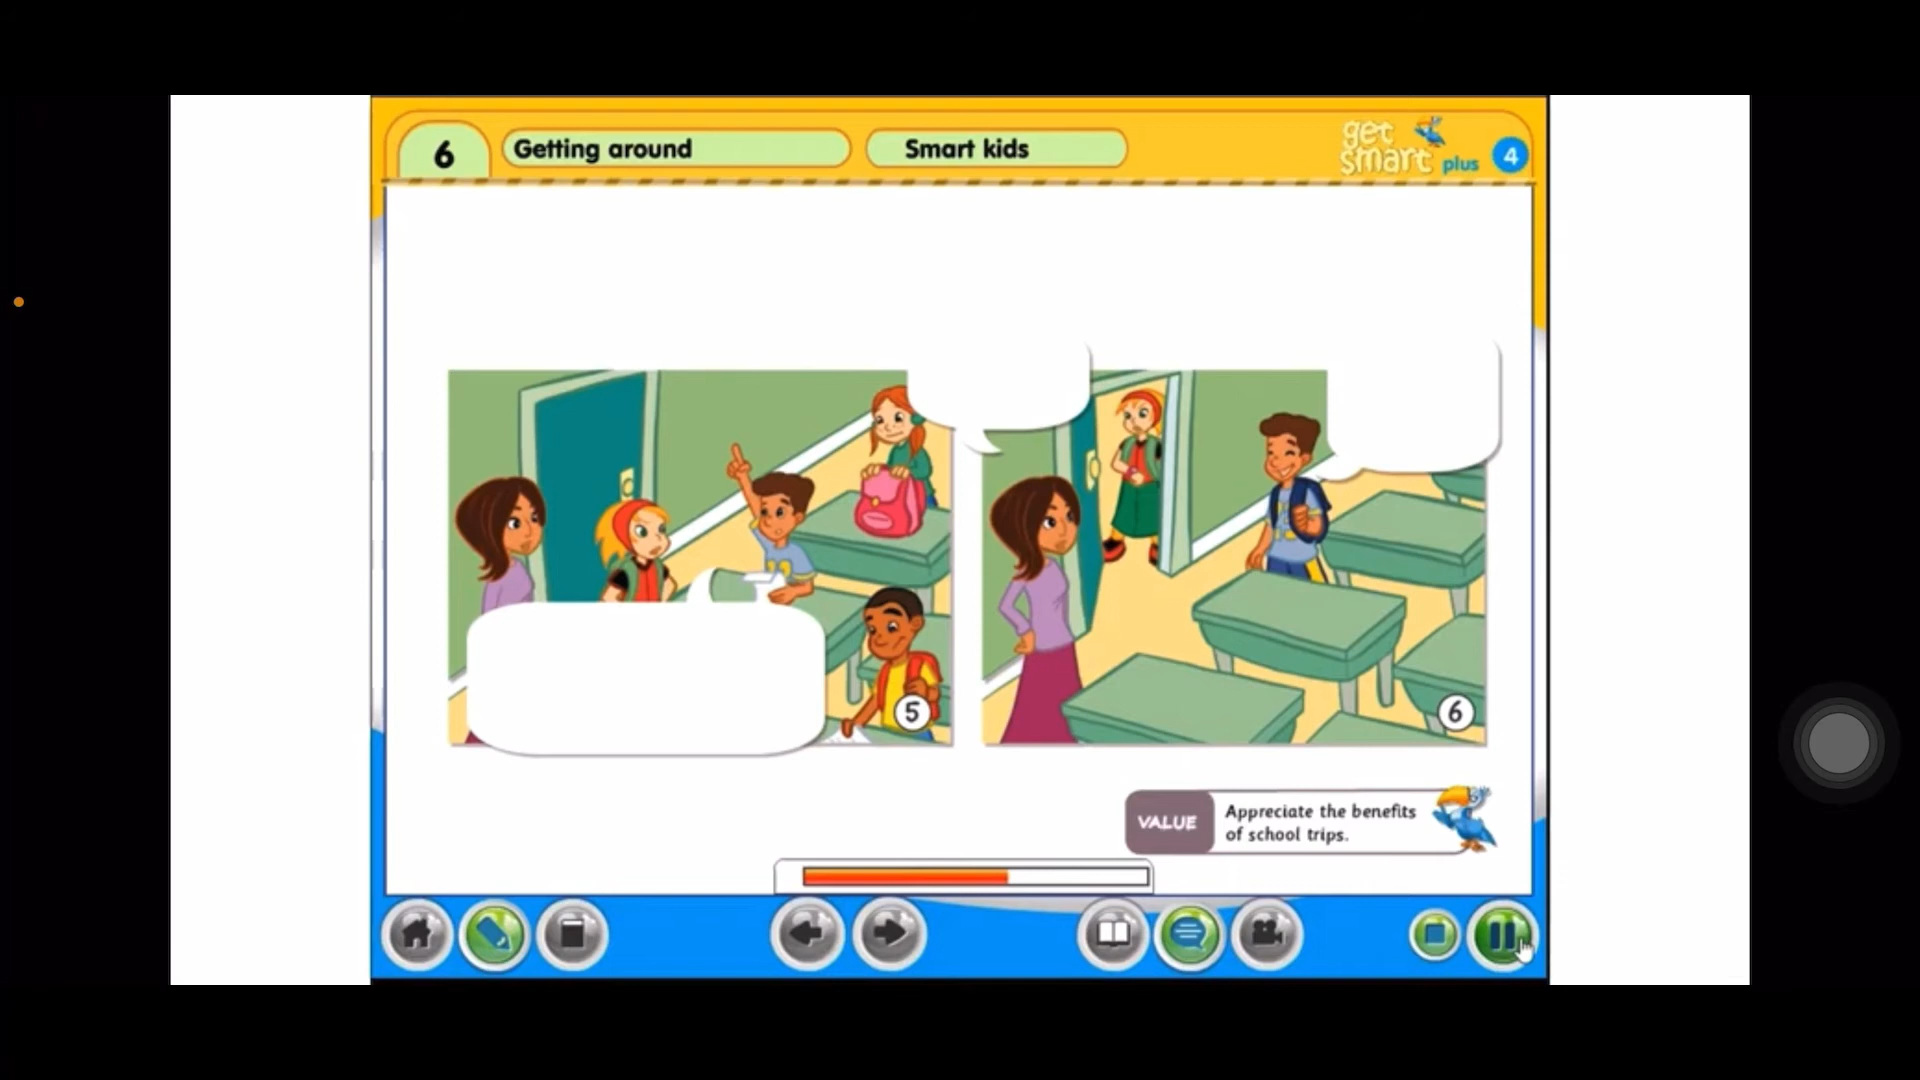 6
Getting around
Smart kids
get
smart plus 4
5
6
VALUE
Appreciate the benefits
of school trips.